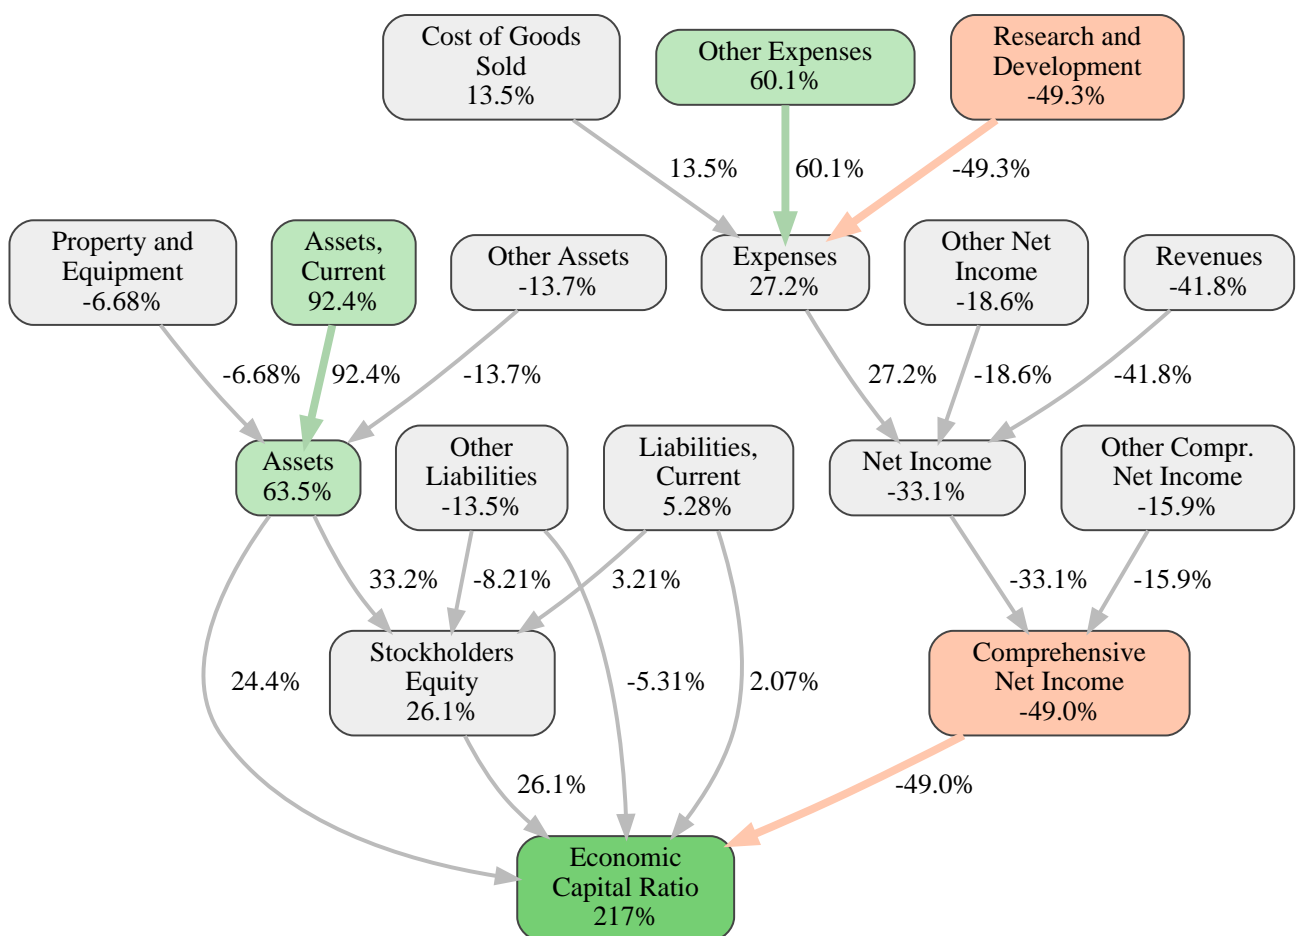 Cost of Goods
Sold
13.5%
Other Expenses
60.1%
Research and
Development
-49.3%
13.5%
60.1%
-49.3%
Property and
Equipment
-6.68%
Assets,
Current
92.4%
Other Assets
-13.7%
Expenses
27.2%
Other Net
Income
-18.6%
Revenues
-41.8%
-6.68%
92.4%
-13.7%
27.2%
-18.6%
-41.8%
Assets
63.5%
Other
Liabilities
-13.5%
Liabilities,
Current
5.28%
Net Income
-33.1%
Other Compr.
Net Income
-15.9%
33.2%
-8.21%
3.21%
-33.1%
-15.9%
Stockholders
Equity
26.1%
Comprehensive
Net Income
-49.0%
24.4%
-5.31%
2.07%
26.1%
-49.0%
Economic
Capital Ratio
217%